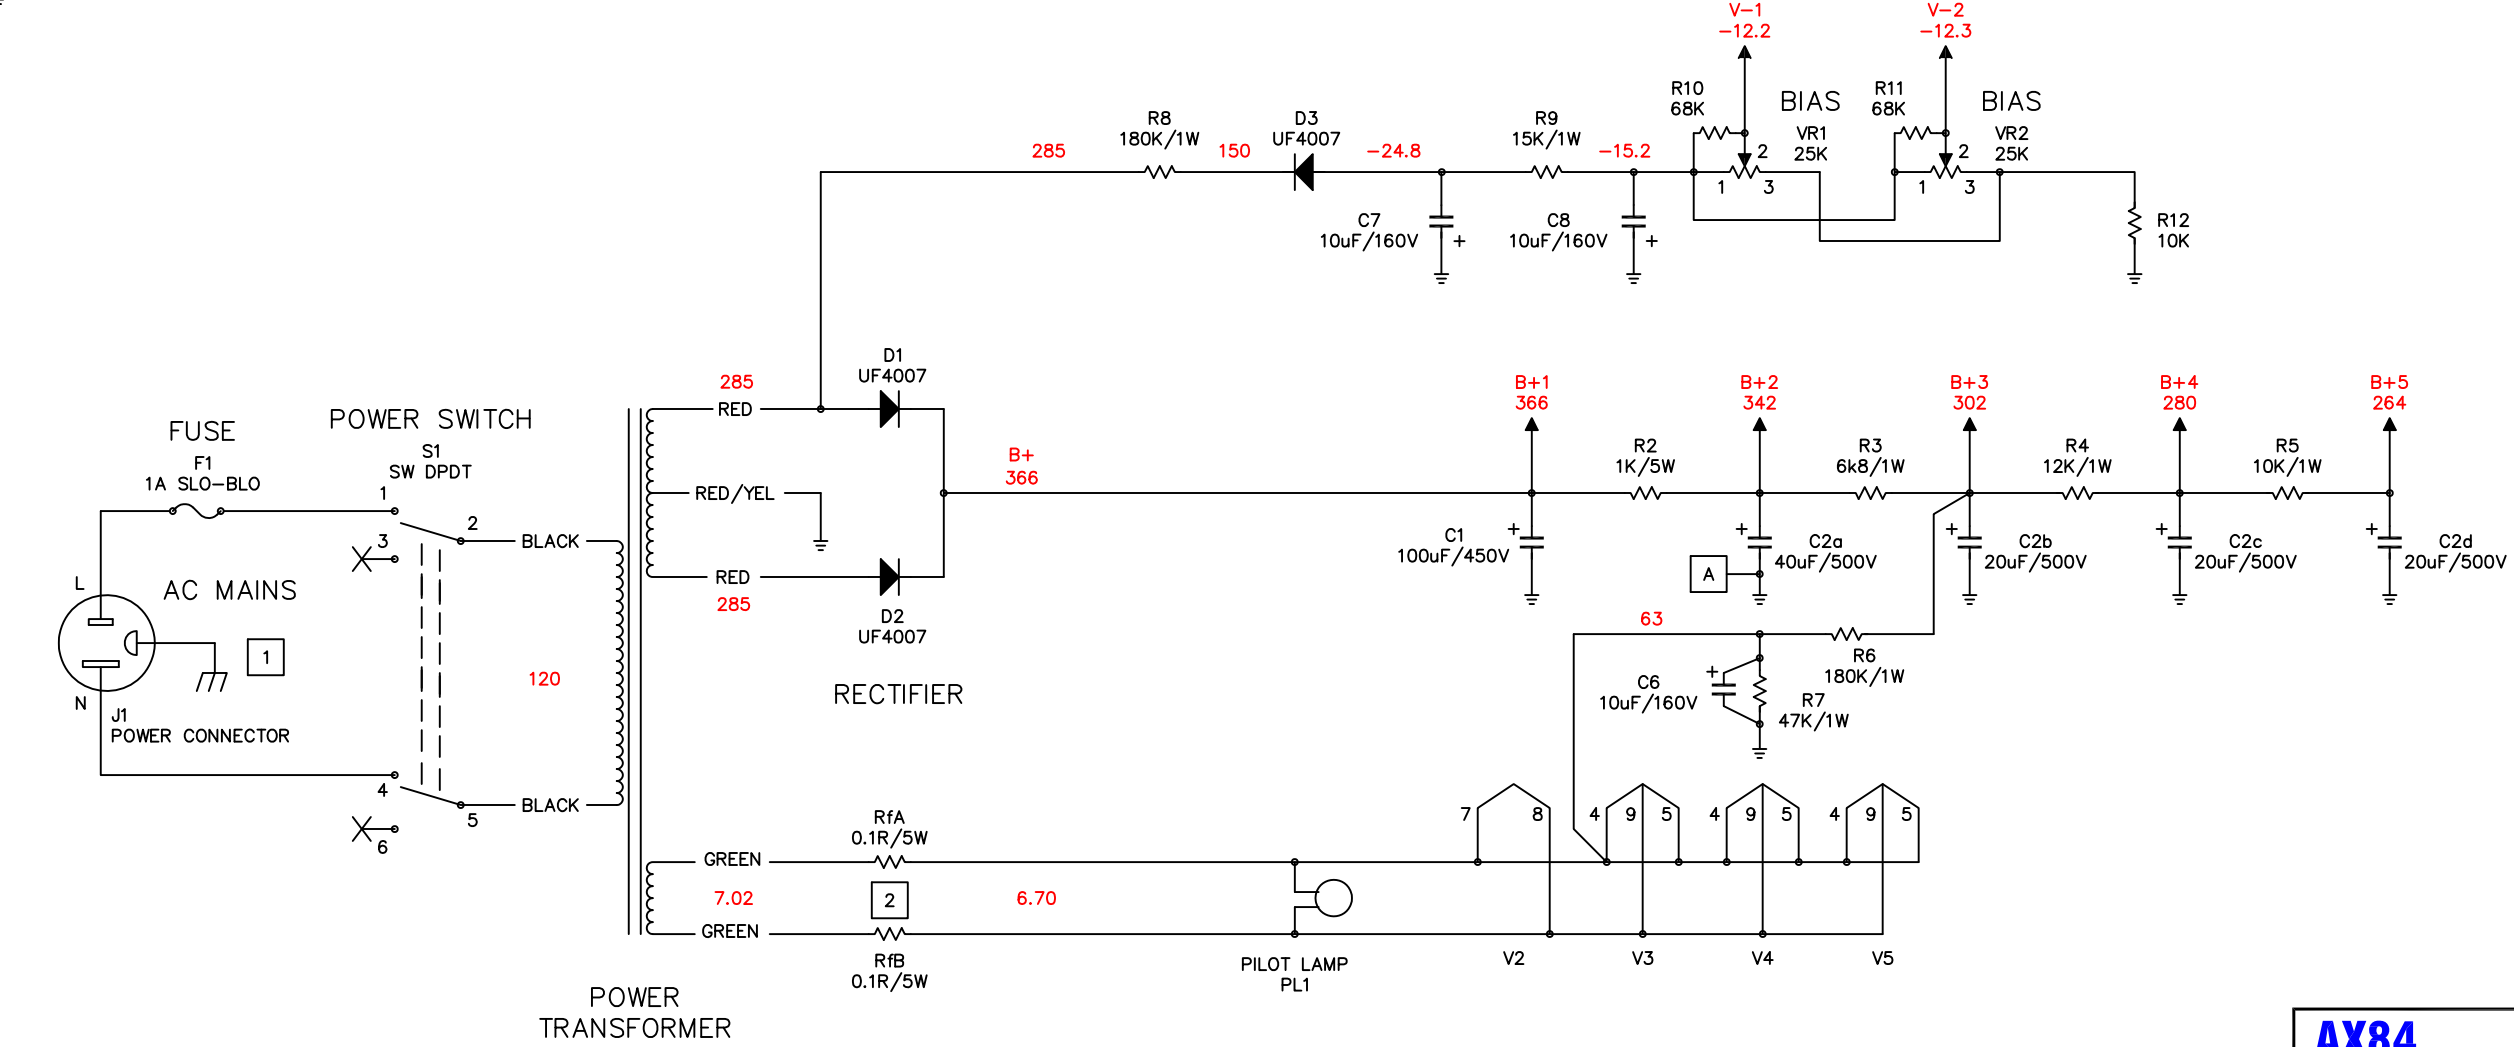 V-1
-12.2
V-2
-12.3
R10
68K
BIAS
VR1
25K
R11
68K
BIAS
VR2
25K
R8
180K/1W
D3
UF4007
R9
15K/1W
285
150
-24.8
-15.2
2
1
3
2
1
3
C7
10uF/160V
+
C8
10uF/160V
+
R12
10K
D1
UF4007
285
RED
B+
366
B+1
366
B+2
342
B+3
302
B+4
280
B+5
264
FUSE
F1
1A SLO-BLO
POWER SWITCH
S1
SW DPDT
1
2
3
RED/YEL
R2
1K/5W
R3
6k8/1W
R4
12K/1W
R5
10K/1W
BLACK
C1
100uF/450V
+
C2a
40uF/500V
+
C2b
20uF/500V
+
C2c
20uF/500V
+
C2d
20uF/500V
+
A
L
AC MAINS
1
N
J1
POWER CONNECTOR
120
RED
285
D2
UF4007
RECTIFIER
63
R6
180K/1W
+
C6
10uF/160V
R7
47K/1W
4
5
6
BLACK
RfA
0.1R/5W
GREEN
7.02
2
6.70
GREEN
RfB
0.1R/5W
PILOT LAMP
PL1
7
8
4
9
5
4
9
5
4
9
5
V2
V3
V4
V5
POWER
TRANSFORMER
AX84